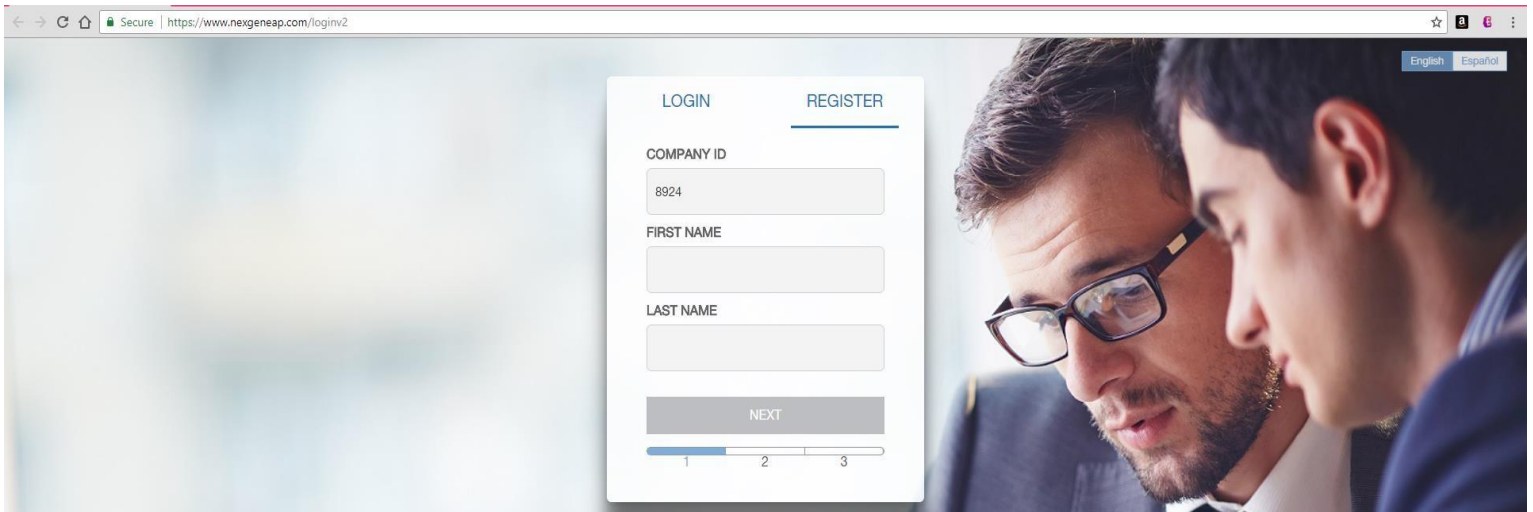 Secure https://www.nexgeneap.com/loginv2
English Español
LOGIN REGISTER
COMPANY ID
8924
FIRST NAME
LAST NAME
NEXT
1 2 3